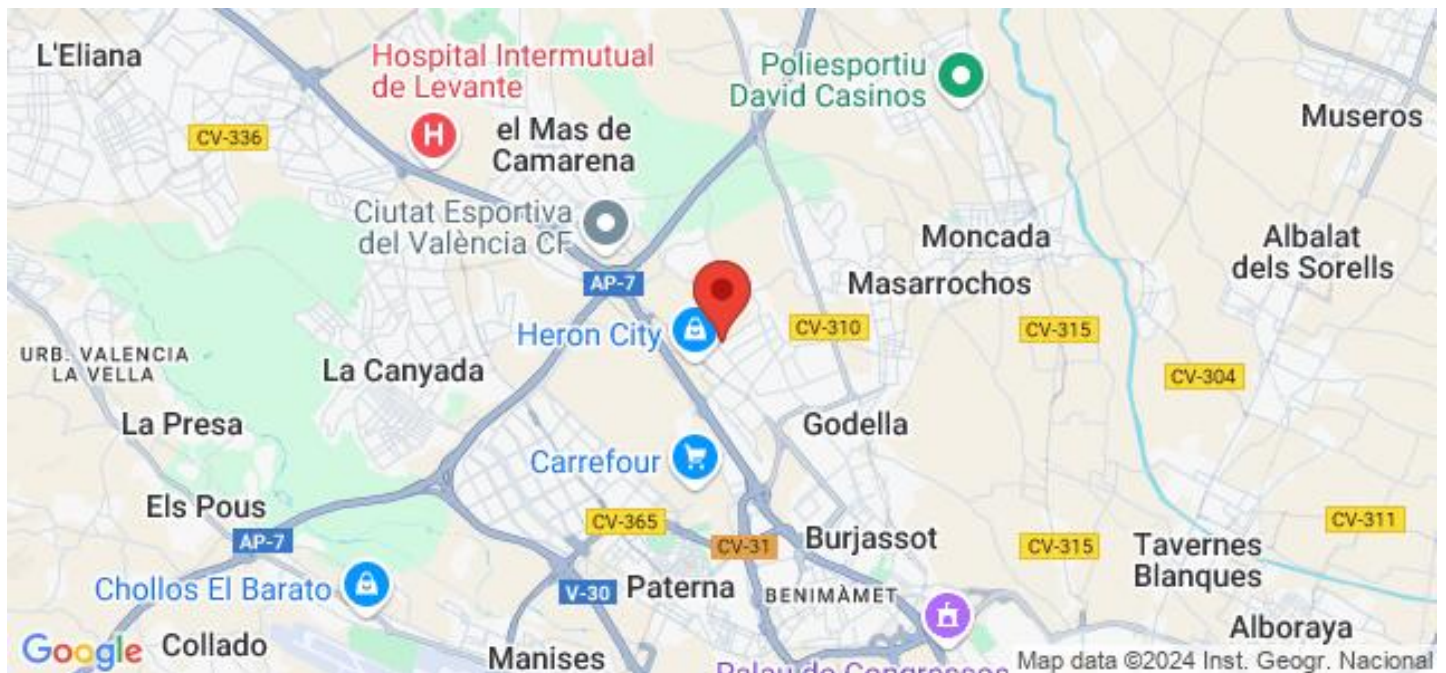 L'Eliana
Hospital Intermutual
de Levante
Poliesportiu
David Casinos
Museros
CV-336
el Mas de
Camarena
Ciutat Esportiva
del València CF
Moncada
Albalat
dels Sorells
AP-7
Masarrochos
Heron City
CV-310
CV-315
URB. VALENCIA
LA VELLA
La Canyada
CV-304
La Presa
Godella
Carrefour
Els Pous
CV-365
CV-311
AP-7
CV-31
Burjassot
CV-315
Tavernes
Blanques
Chollos El Barato
V-30
Paterna
BENIMÀMET
Alboraya
Google
Collado
Manises
Palau de Congressos
Map data ©2024 Inst. Geogr. Nacional